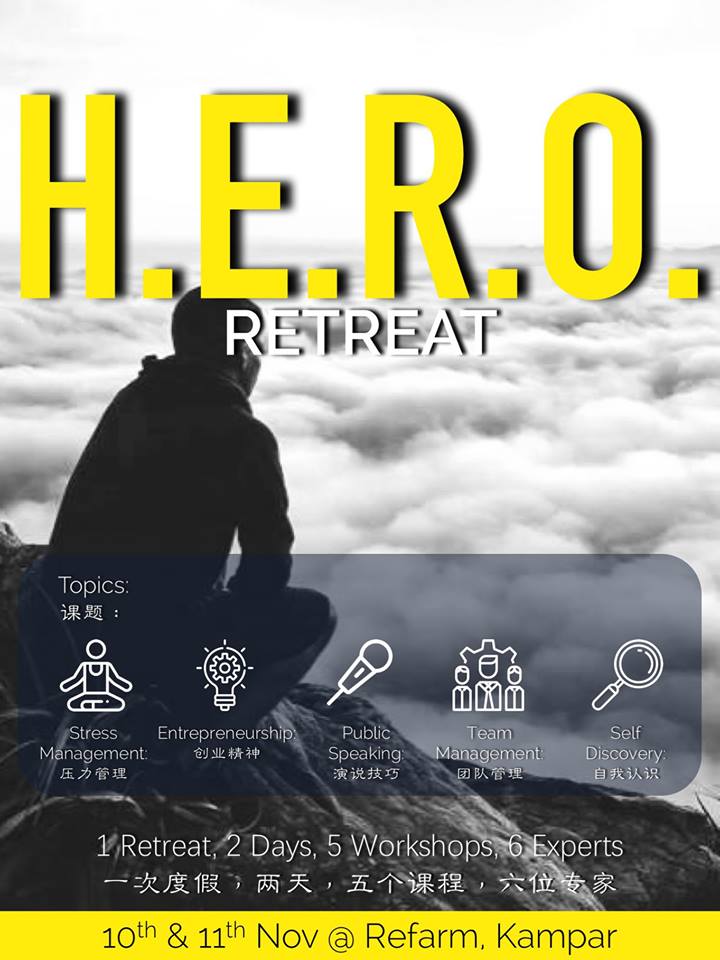 H.E.R.O.
RETREAT
Topics:
课题：
Stress
Management:
压力管理
Entrepreneurship:
创业精神
Public
Speaking:
演说技巧
Team
Management:
团队管理
Self
Discovery:
自我认识
1 Retreat, 2 Days, 5 Workshops, 6 Experts
一次度假，两天，五个课程，六位专家
10th & 11th Nov @ Refarm, Kampar